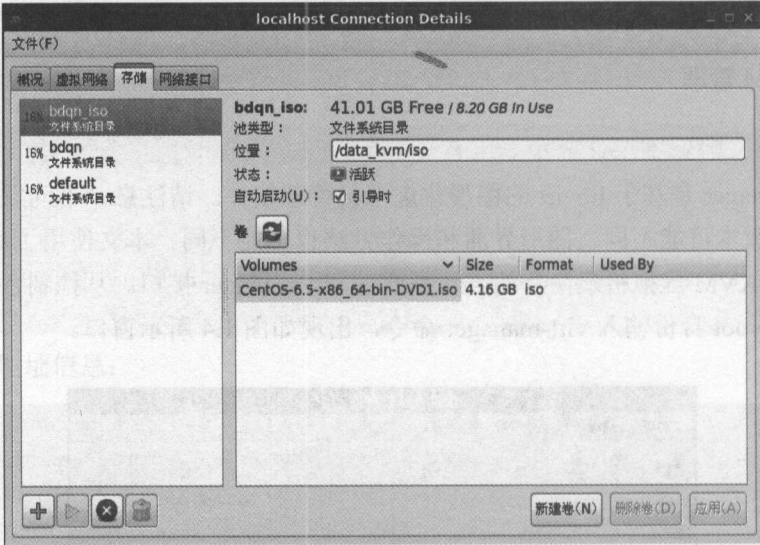 localhost Connection Details
文件(F)
概况 虚拟网络 存储 网络接口
16% bdqn_iso
文件系统目录
16% bdqn
文件系统目录
16% default
文件系统目录
bdqn_iso: 41.01 GB Free / 8.20 GB In Use
池类型： 文件系统目录
位置： /data_kvm/iso
状态： 活跃
自动启动(U)： 引导时
卷
Volumes Size Format Used By
CentOS-6.5-x86_64-bin-DVD1.iso 4.16 GB iso
新建卷(N) 删除卷(D) 应用(A)